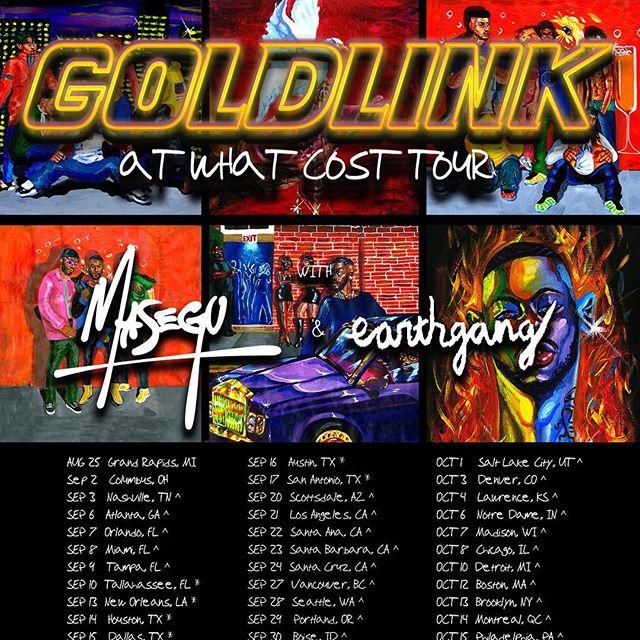 GOLDLINK
AT WHAT COST TOUR
EXIT
WITH
MASEGO & earthgang
AUG 25 Grand Rapids, MI
Sep 2 Columbus, OH
SEP 3 Nashville, TN ^
SEP 6 Atlanta, GA ^
SEP 7 Orlando, FL ^
SEP 8 Miami, FL ^
SEP 9 Tampa, FL ^
SEP 10 Tallahassee, FL *
SEP 13 New Orleans, LA *
SEP 14 Houston, TX *
SEP 15 Dallas, TX *
SEP 16 Austin, TX *
SEP 17 San Antonio, TX *
SEP 20 Scottsdale, AZ ^
SEP 21 Los Angeles, CA ^
SEP 22 Santa Ana, CA ^
SEP 23 Santa Barbara, CA ^
SEP 24 Santa Cruz, CA ^
SEP 27 Vancouver, BC ^
SEP 28 Seattle, WA ^
SEP 29 Portland, OR ^
SEP 30 Boise, ID ^
OCT 1 Salt Lake City, UT ^
OCT 3 Denver, CO ^
OCT 4 Lawrence, KS ^
OCT 6 Notre Dame, IN ^
OCT 7 Madison, WI ^
OCT 8 Chicago, IL ^
OCT 10 Detroit, MI ^
OCT 12 Boston, MA ^
OCT 13 Brooklyn, NY ^
OCT 14 Montreal, QC ^
OCT 15 Philadelphia, PA ^